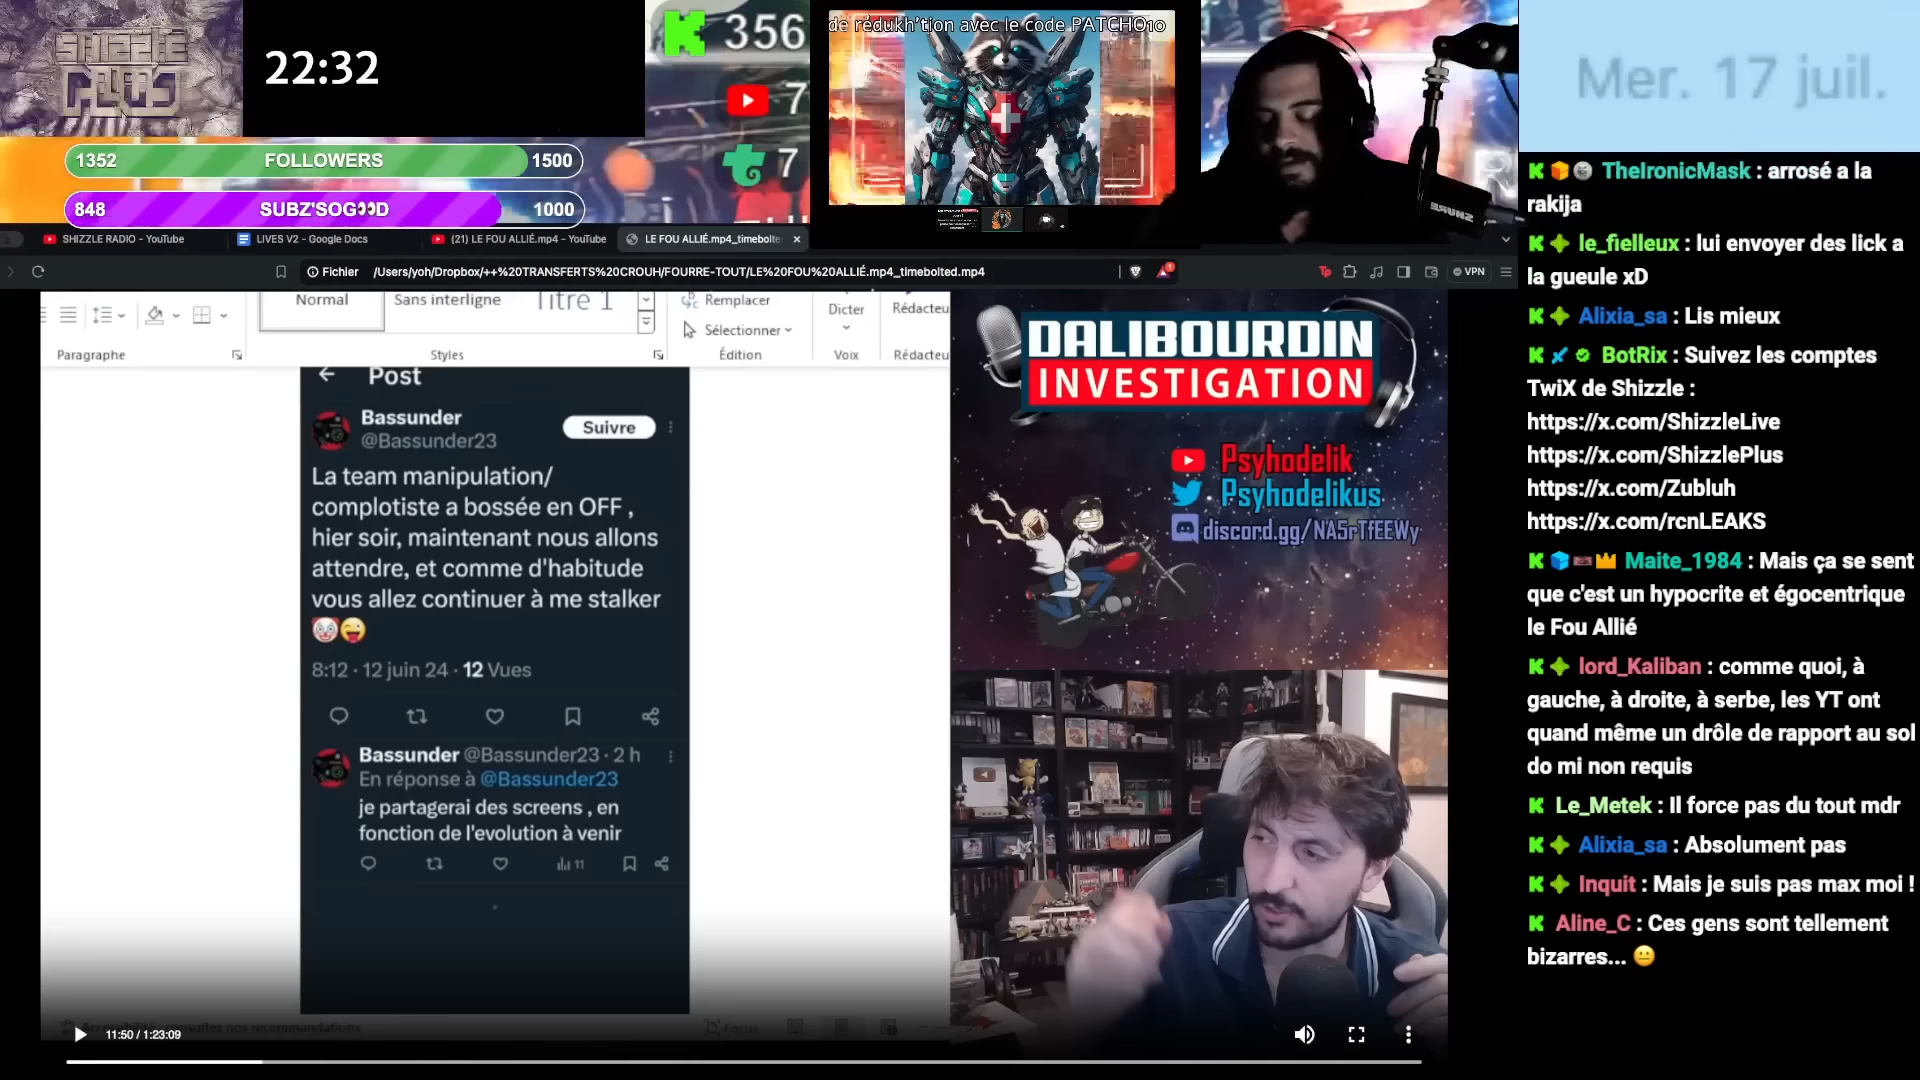 SHIZZLE
PLUS
22:32
356
7
7
de rédukh'tion avec le code PATCHO10
Mer. 17 juil.
1352 FOLLOWERS 1500
848 SUBZ'SOG👀D 1000
SHIZZLE RADIO - YouTube
LIVES V2 - Google Docs
(21) LE FOU ALLIÉ.mp4 - YouTube
LE FOU ALLIÉ.mp4_timebolte
Fichier /Users/yoh/Dropbox/++%20TRANSFERTS%20CROUH/FOURRE-TOUT/LE%20FOU%20ALLIÉ.mp4_timebolted.mp4
VPN
Normal
Sans interligne
Titre 1
Remplacer
Sélectionner
Dicter
Rédacteu
Paragraphe
Styles
Édition
Voix
Rédacteu
Post
Bassunder
@Bassunder23
Suivre
La team manipulation/
complotiste a bossée en OFF ,
hier soir, maintenant nous allons
attendre, et comme d'habitude
vous allez continuer à me stalker
🤡😜
8:12 · 12 juin 24 · 12 Vues
Bassunder @Bassunder23 · 2 h
En réponse à @Bassunder23
je partagerai des screens , en
fonction de l'evolution à venir
11
DALIBOURDIN
INVESTIGATION
Psyhodelik
Psyhodelikus
discord.gg/NA5rTfEEWy
SHURE
consultez nos recommandations
Focus
11:50 / 1:23:09
TheIronicMask : arrosé a la
rakija
le_fielleux : lui envoyer des lick a
la gueule xD
Alixia_sa : Lis mieux
BotRix : Suivez les comptes
TwiX de Shizzle :
https://x.com/ShizzleLive
https://x.com/ShizzlePlus
https://x.com/Zubluh
https://x.com/rcnLEAKS
Maite_1984 : Mais ça se sent
que c'est un hypocrite et égocentrique
le Fou Allié
lord_Kaliban : comme quoi, à
gauche, à droite, à serbe, les YT ont
quand même un drôle de rapport au sol
do mi non requis
Le_Metek : Il force pas du tout mdr
Alixia_sa : Absolument pas
Inquit : Mais je suis pas max moi !
Aline_C : Ces gens sont tellement
bizarres... 😐